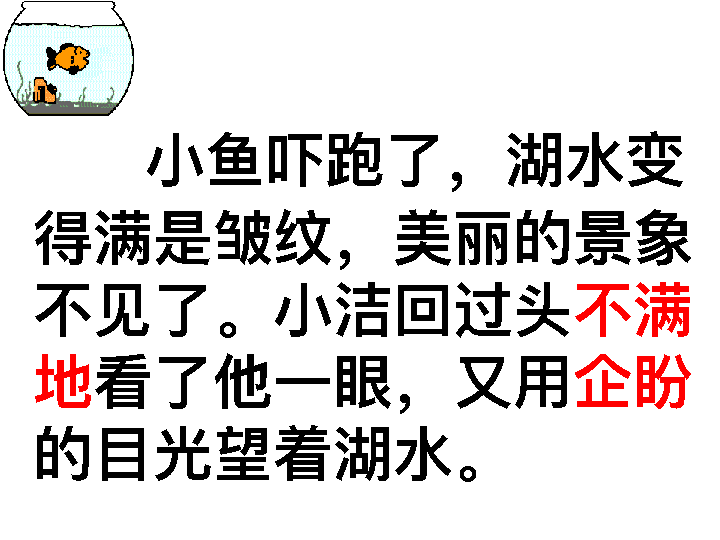 小鱼吓跑了，湖水变
得满是皱纹，美丽的景象
不见了。小洁回过头不满
地看了他一眼，又用企盼
的目光望着湖水。